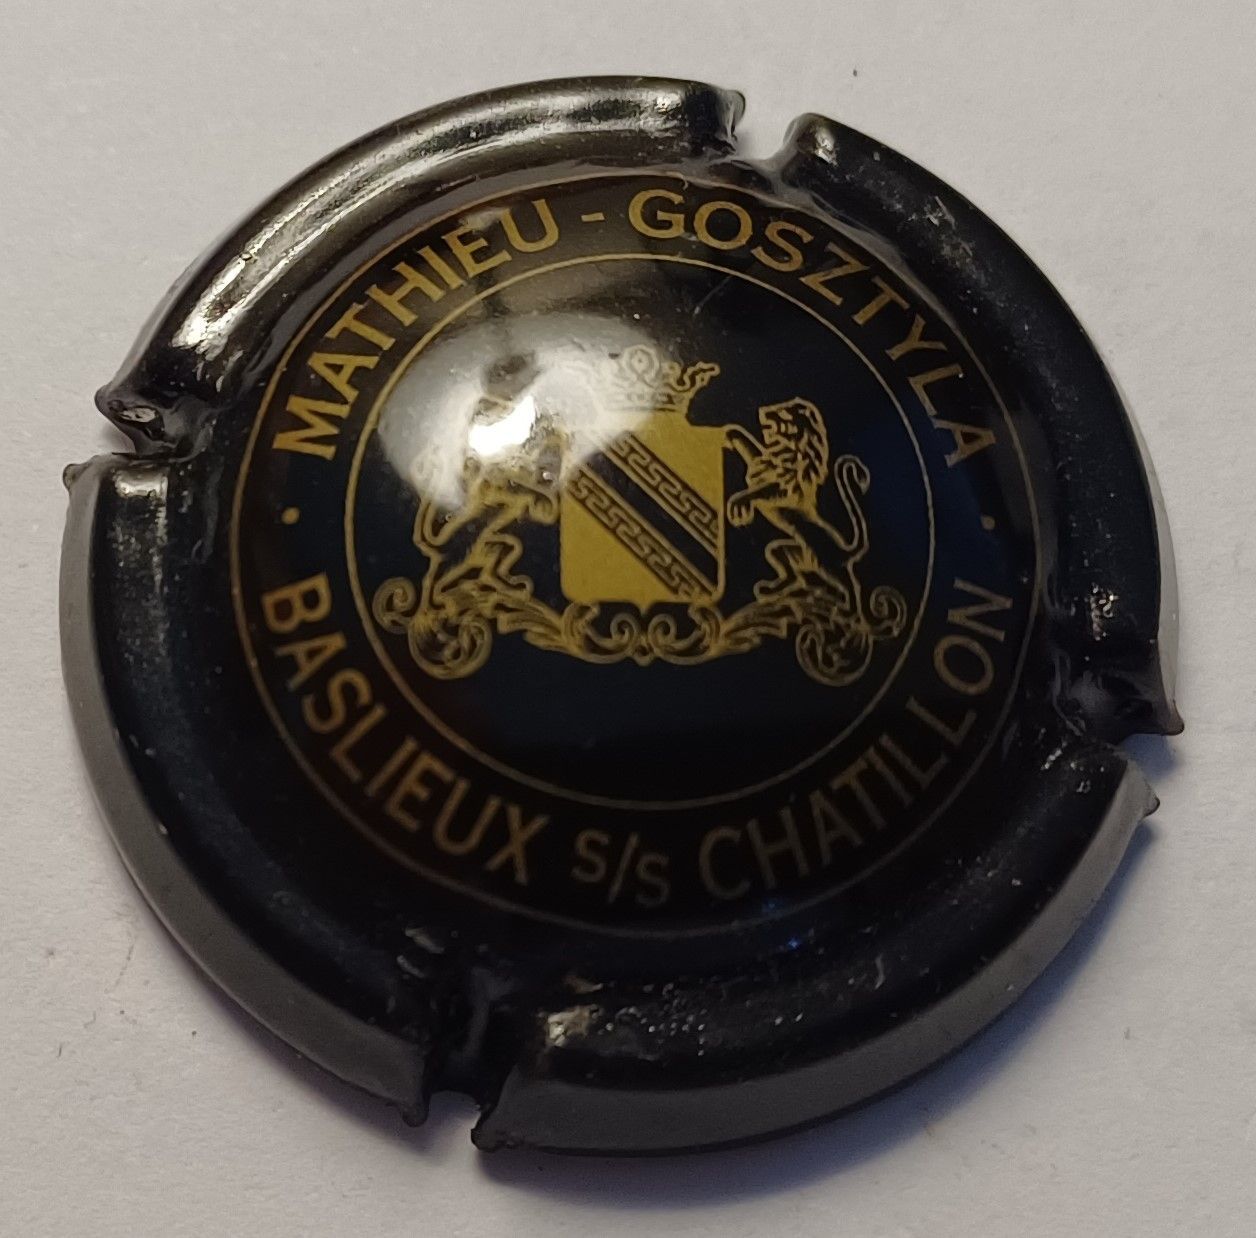 MATHIEU - GOSZTYLA
BASLIEUX S/S CHATILLON